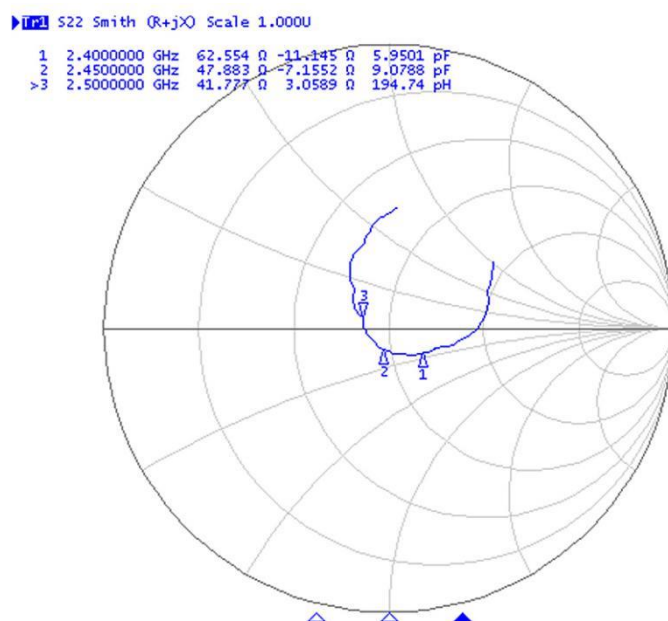 Tr1 S22 Smith (R+jX) Scale 1.000U
1 2.4000000 GHz 62.554 Ω -11.145 Ω 5.9501 pF
2 2.4500000 GHz 47.883 Ω -7.1552 Ω 9.0788 pF
>3 2.5000000 GHz 41.777 Ω 3.0589 Ω 194.74 pH
3
2
1